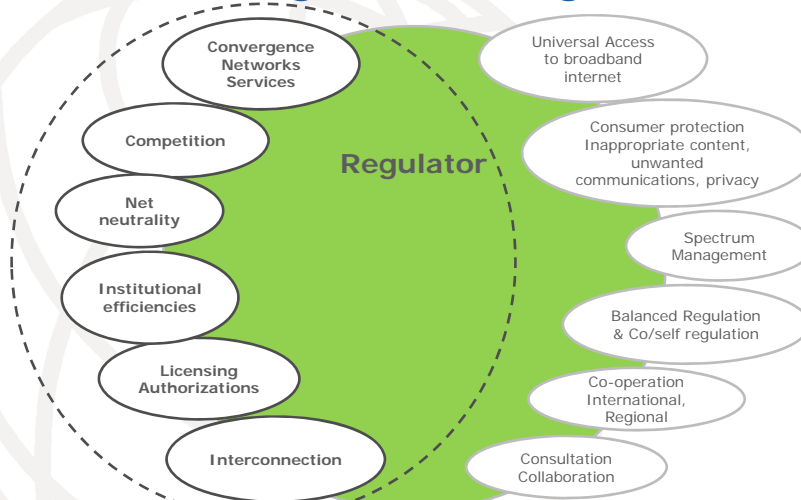 Convergence
Networks
Services
Competition
Net
neutrality
Institutional
efficiencies
Licensing
Authorizations
Interconnection
Regulator
Universal Access
to broadband
internet
Consumer protection
Inappropriate content,
unwanted
communications, privacy
Spectrum
Management
Balanced Regulation
& Co/self regulation
Co-operation
International,
Regional
Consultation
Collaboration